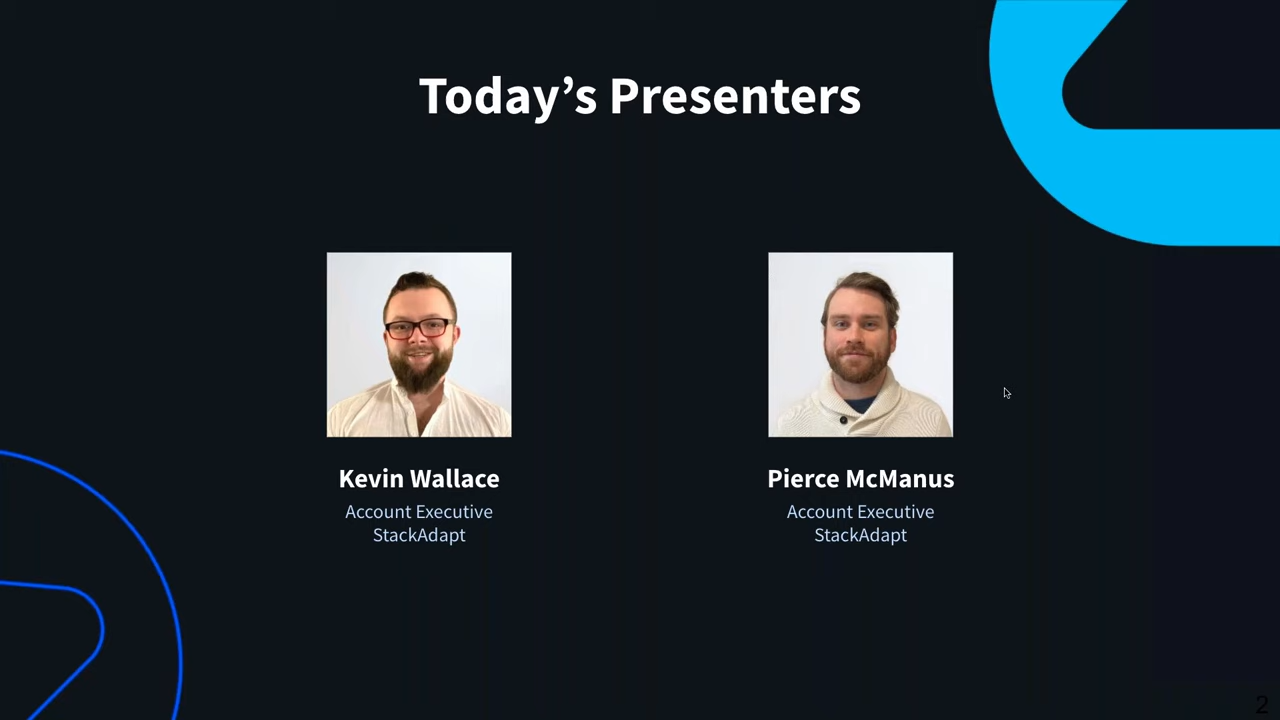 Today’s Presenters
Kevin Wallace
Account Executive
StackAdapt
Pierce McManus
Account Executive
StackAdapt
2